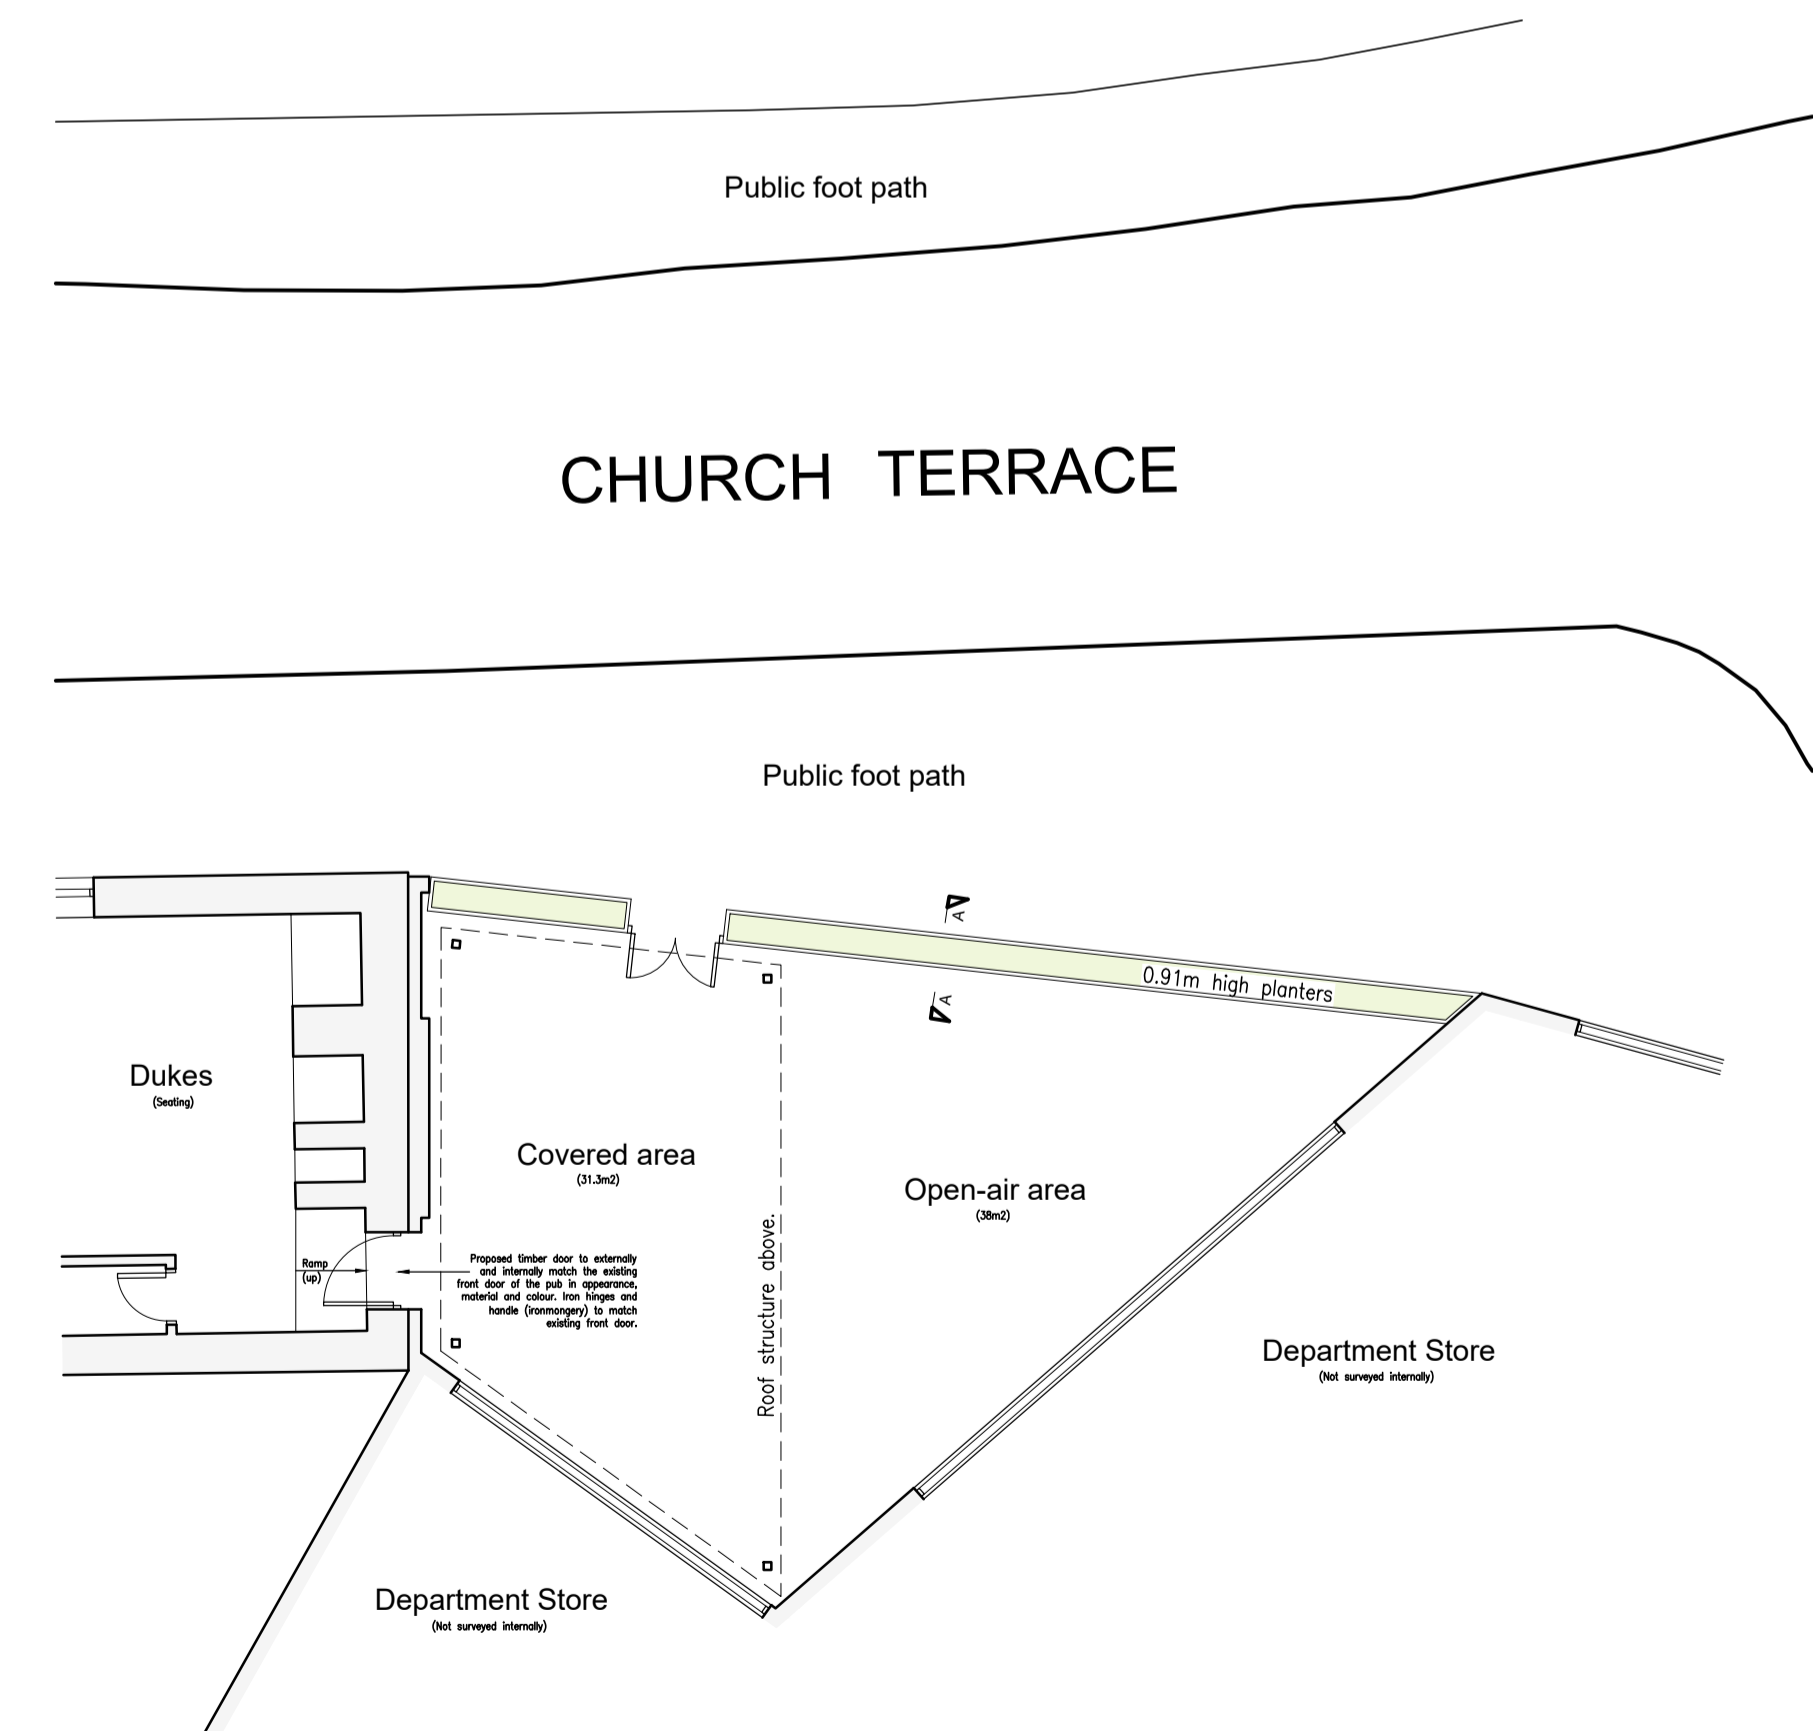 Public foot path
CHURCH TERRACE
Public foot path
A
A
0.91m high planters
Dukes
(Seating)
Covered area
(31.3m2)
Open-air area
(38m2)
Roof structure above.
Ramp
(up)
Proposed timber door to externally
and internally match the existing
front door of the pub in appearance,
material and colour. Iron hinges and
handle (ironmongery) to match
existing front door.
Department Store
(Not surveyed internally)
Department Store
(Not surveyed internally)